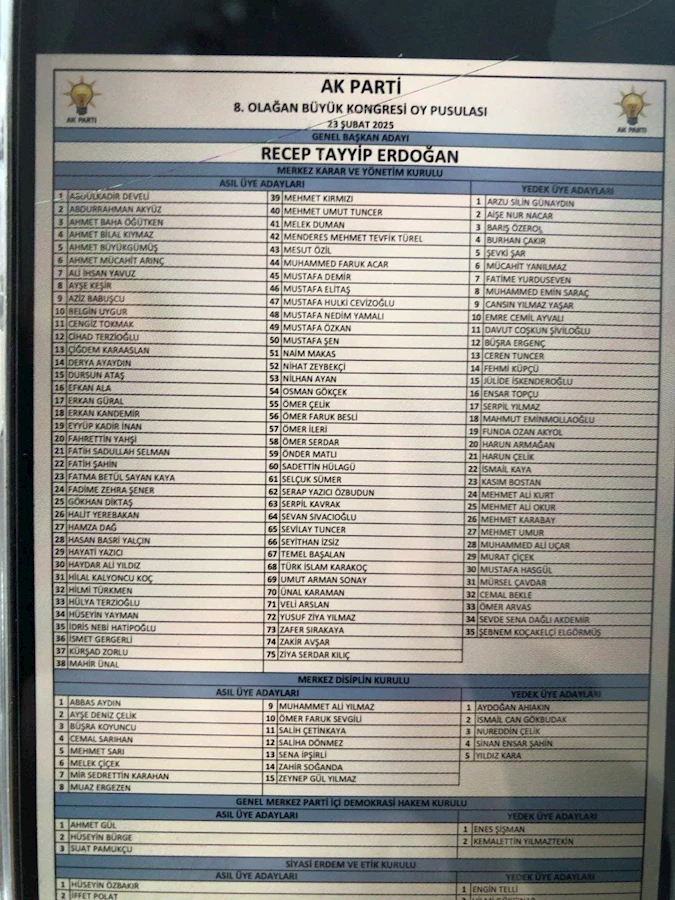 AK PARTİ
AK PARTİ
8. OLAĞAN BÜYÜK KONGRESİ OY PUSULASI
23 ŞUBAT 2025
AK PARTİ
GENEL BAŞKAN ADAYI
RECEP TAYYİP ERDOĞAN
MERKEZ KARAR VE YÖNETİM KURULU
ASIL ÜYE ADAYLARI
1 ABDULKADİR DEVELİ
2 ABDURRAHMAN AKYÜZ
3 AHMET BAHA ÖĞÜTKEN
4 AHMET BİLAL KIYMAZ
5 AHMET BÜYÜKGÜMÜŞ
6 AHMET MÜCAHİT ARINÇ
7 ALİ İHSAN YAVUZ
8 AYŞE KEŞİR
9 AZİZ BABUŞCU
10 BELGİN UYGUR
11 CENGİZ TOKMAK
12 CİHAD TERZİOĞLU
13 ÇİĞDEM KARAASLAN
14 DERYA AYAYDIN
15 DURSUN ATAŞ
16 EFKAN ALA
17 ERKAN GÜRAL
18 ERKAN KANDEMİR
19 EYYÜP KADİR İNAN
20 FAHRETTİN YAHŞİ
21 FATİH SADULLAH SELMAN
22 FATİH ŞAHİN
23 FATMA BETÜL SAYAN KAYA
24 FADİME ZEHRA ŞENER
25 GÖKHAN DİKTAŞ
26 HALİT YEREBAKAN
27 HAMZA DAĞ
28 HASAN BASRİ YALÇIN
29 HAYATİ YAZICI
30 HAYDAR ALİ YILDIZ
31 HİLAL KALYONCU KOÇ
32 HİLMİ TÜRKMEN
33 HÜLYA TERZİOĞLU
34 HÜSEYİN YAYMAN
35 İDRİS NEBİ HATİPOĞLU
36 İSMET GERGERLİ
37 KÜRŞAD ZORLU
38 MAHİR ÜNAL
39 MEHMET KIRMIZI
40 MEHMET UMUT TUNCER
41 MELEK DUMAN
42 MENDERES MEHMET TEVFİK TÜREL
43 MESUT ÖZİL
44 MUHAMMED FARUK ACAR
45 MUSTAFA DEMİR
46 MUSTAFA ELİTAŞ
47 MUSTAFA HULKİ CEVİZOĞLU
48 MUSTAFA NEDİM YAMALI
49 MUSTAFA ÖZKAN
50 MUSTAFA ŞEN
51 NAİM MAKAS
52 NİHAT ZEYBEKÇİ
53 NİLHAN AYAN
54 OSMAN GÖKÇEK
55 ÖMER ÇELİK
56 ÖMER FARUK BESLİ
57 ÖMER İLERİ
58 ÖMER SERDAR
59 ÖNDER MATLI
60 SADETTİN HÜLAGÜ
61 SELÇUK SÜMER
62 SERAP YAZICI ÖZBUDUN
63 SERPİL KAVRAK
64 SEVAN SIVACIOĞLU
65 SEVİLAY TUNCER
66 SEYİTHAN İZSİZ
67 TEMEL BAŞALAN
68 TÜRK İSLAM KARAKOÇ
69 UMUT ARMAN SONAY
70 ÜNAL KARAMAN
71 VELİ ARSLAN
72 YUSUF ZİYA YILMAZ
73 ZAFER SIRAKAYA
74 ZAKİR AVŞAR
75 ZİYA SERDAR KILIÇ
YEDEK ÜYE ADAYLARI
1 ARZU SİLİN GÜNAYDIN
2 AİŞE NUR NACAR
3 BARIŞ ÖZEROL
4 BURHAN ÇAKIR
5 ŞEVKİ ŞAR
6 MÜCAHİT YANILMAZ
7 FATİME YURDUSEVEN
8 MUHAMMED EMİN SARAÇ
9 CANSIN YILMAZ YAŞAR
10 EMRE CEMİL AYVALI
11 DAVUT COŞKUN ŞİVİLOĞLU
12 BÜŞRA ERGENÇ
13 CEREN TUNCER
14 FEHMİ KÜPÇÜ
15 JÜLİDE İSKENDEROĞLU
16 ENSAR TOPÇU
17 SERPİL YILMAZ
18 MAHMUT EMİNMOLLAOĞLU
19 FUNDA OZAN AKYOL
20 HARUN ARMAĞAN
21 HARUN ÇELİK
22 İSMAİL KAYA
23 KASIM BOSTAN
24 MEHMET ALİ KURT
25 MEHMET ALİ OKUR
26 MEHMET KARABAY
27 MEHMET UMUR
28 MUHAMMED ALİ UÇAR
29 MURAT ÇİÇEK
30 MUSTAFA HASGÜL
31 MÜRSEL ÇAVDAR
32 CEMAL BEKLE
33 ÖMER ARVAS
34 SEVDE SENA DAĞLI AKDEMİR
35 ŞEBNEM KOÇAKELÇİ ELGÖRMÜŞ
MERKEZ DİSİPLİN KURULU
ASIL ÜYE ADAYLARI
1 ABBAS AYDIN
2 AYŞE DENİZ ÇELİK
3 BÜŞRA KOYUNCU
4 CEMAL SARIHAN
5 MEHMET SARI
6 MELEK ÇİÇEK
7 MİR SEDRETTİN KARAHAN
8 MUAZ ERGEZEN
9 MUHAMMET ALİ YILMAZ
10 ÖMER FARUK SEVGİLİ
11 SALİH ÇETİNKAYA
12 SALİHA DÖNMEZ
13 SENA İPŞİRLİ
14 ZAHİR SOĞANDA
15 ZEYNEP GÜL YILMAZ
YEDEK ÜYE ADAYLARI
1 AYDOĞAN AHIAKIN
2 İSMAİL CAN GÖKBUDAK
3 NUREDDİN ÇELİK
4 SİNAN ENSAR ŞAHİN
5 YILDIZ KARA
GENEL MERKEZ PARTİ İÇİ DEMOKRASİ HAKEM KURULU
ASIL ÜYE ADAYLARI
1 AHMET GÜL
2 HÜSEYİN BÜRGE
3 SUAT PAMUKÇU
YEDEK ÜYE ADAYLARI
1 ENES ŞİŞMAN
2 KEMALETTİN YILMAZTEKİN
SİYASİ ERDEM VE ETİK KURULU
ASIL ÜYE ADAYLARI
1 HÜSEYİN ÖZBAKIR
2 İFFET POLAT
YEDEK ÜYE ADAYLARI
1 ENGİN TELLİ